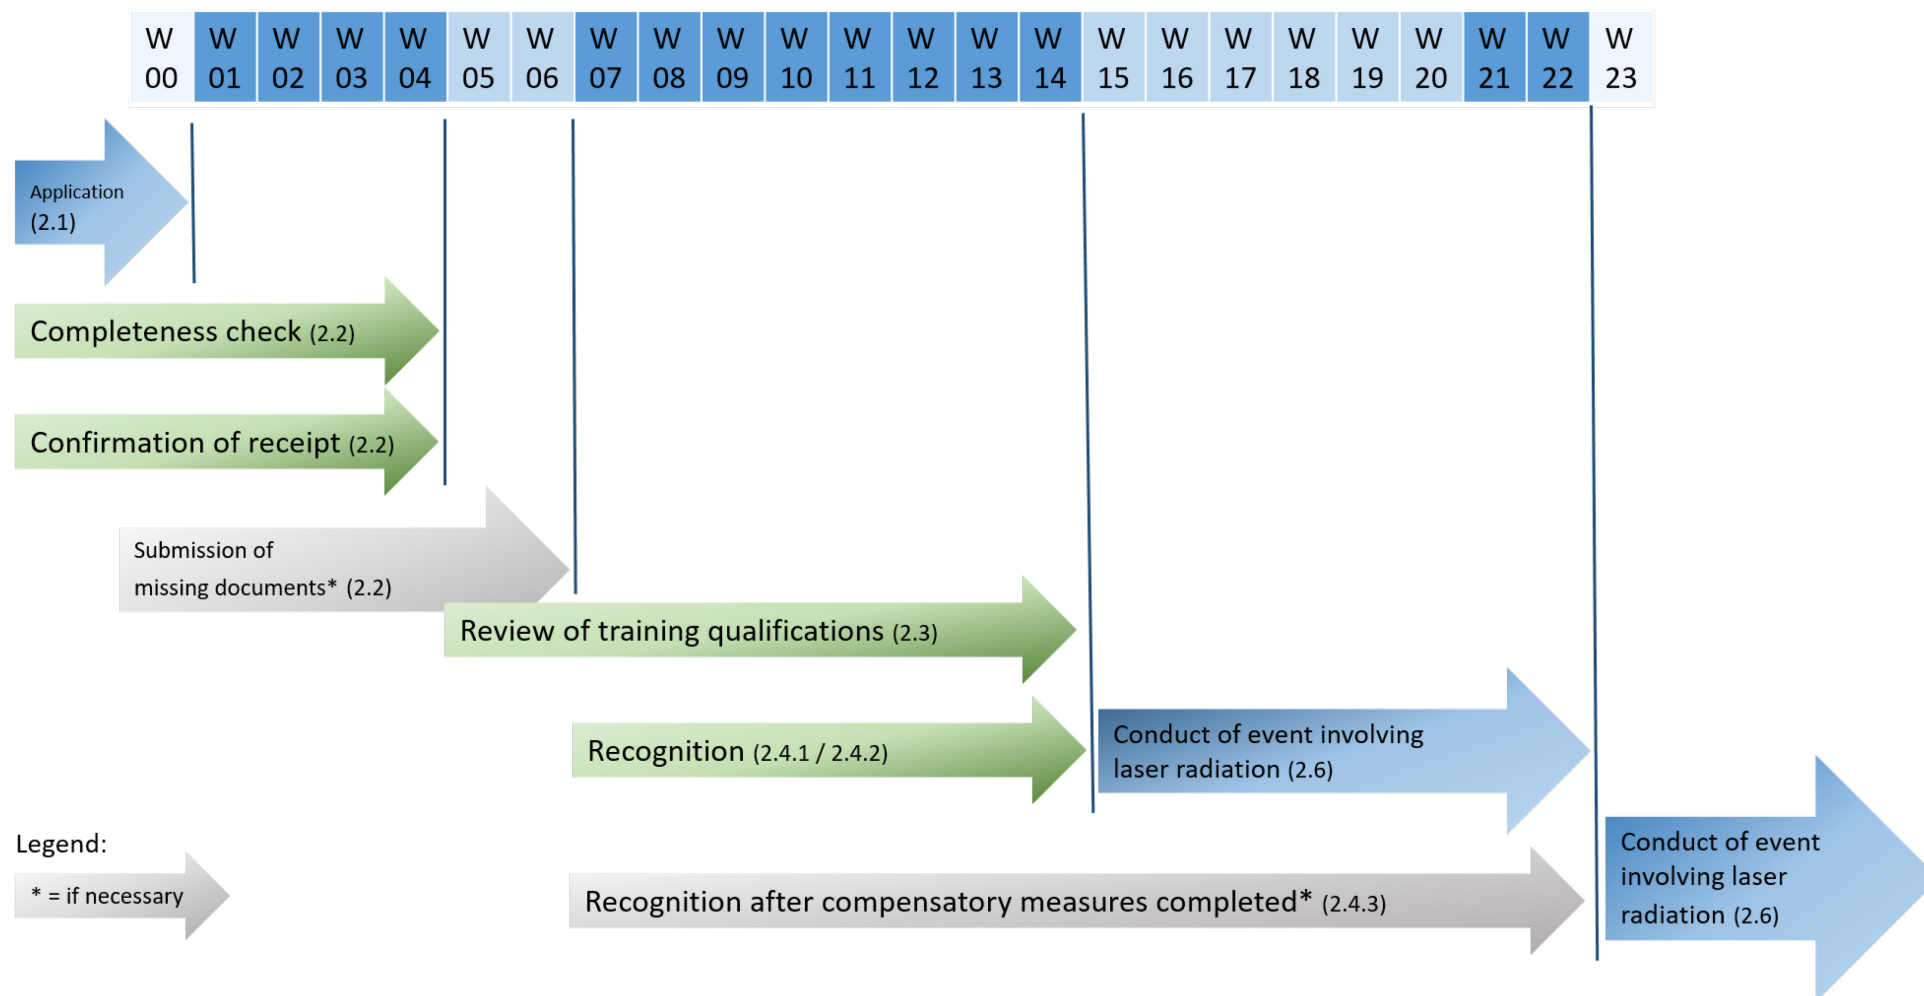 W W W W W W W W W W W W W W W W W W W W W W W W
00 01 02 03 04 05 06 07 08 09 10 11 12 13 14 15 16 17 18 19 20 21 22 23
Application
(2.1)
Completeness check (2.2)
Confirmation of receipt (2.2)
Submission of
missing documents* (2.2)
Review of training qualifications (2.3)
Recognition (2.4.1 / 2.4.2)
Conduct of event involving
laser radiation (2.6)
Legend:
* = if necessary
Recognition after compensatory measures completed* (2.4.3)
Conduct of event
involving laser
radiation (2.6)